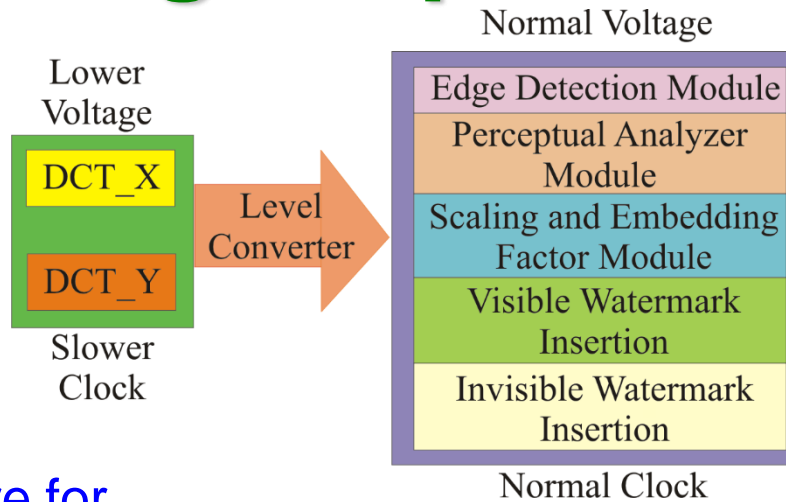 Lower
Voltage
DCT_X
DCT_Y
Slower
Clock
Level
Converter
Normal Voltage
Edge Detection Module
Perceptual Analyzer
Module
Scaling and Embedding
Factor Module
Visible Watermark
Insertion
Invisible Watermark
Insertion
Normal Clock
for